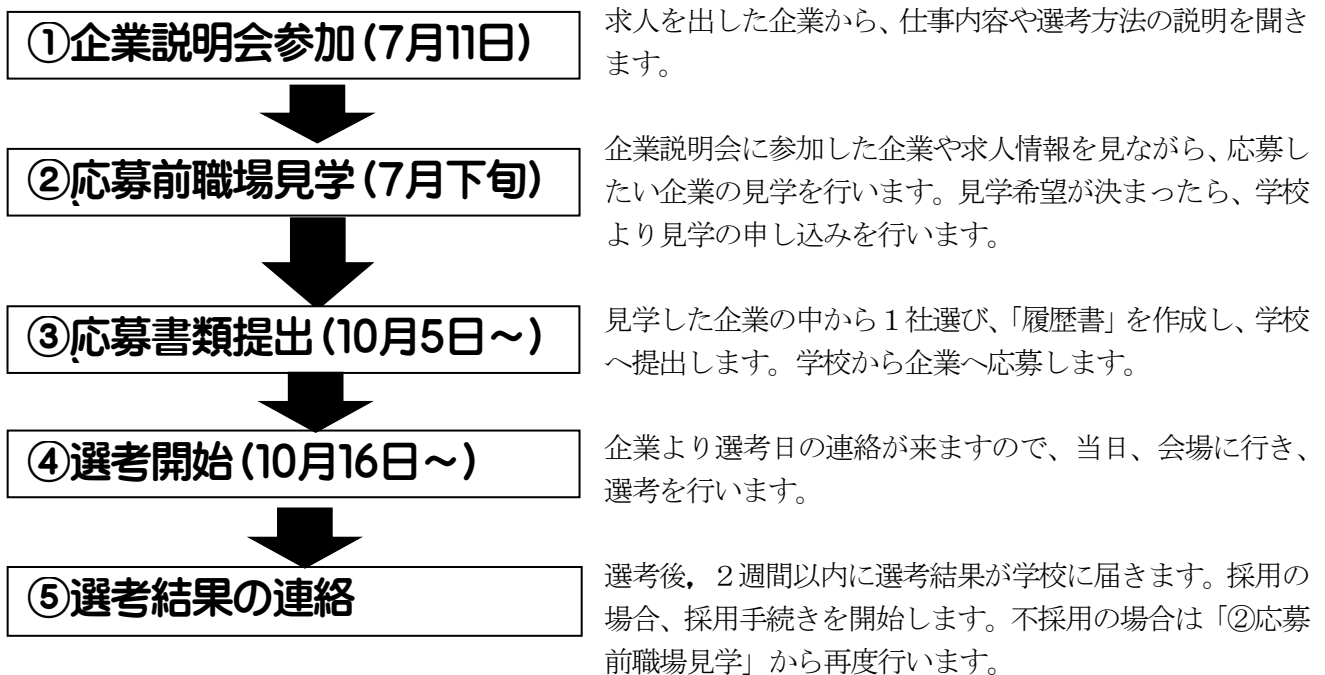 ①企業説明会参加(7月11日)
求人を出した企業から、仕事内容や選考方法の説明を聞き
ます。
②応募前職場見学(7月下旬)
企業説明会に参加した企業や求人情報を見ながら、応募し
たい企業の見学を行います。見学希望が決まったら、学校
より見学の申し込みを行います。
③応募書類提出(10月5日～)
見学した企業の中から１社選び、「履歴書」を作成し、学校
へ提出します。学校から企業へ応募します。
④選考開始(10月16日～)
企業より選考日の連絡が来ますので、当日、会場に行き、
選考を行います。
⑤選考結果の連絡
選考後，２週間以内に選考結果が学校に届きます。採用の
場合、採用手続きを開始します。不採用の場合は「②応募
前職場見学」から再度行います。